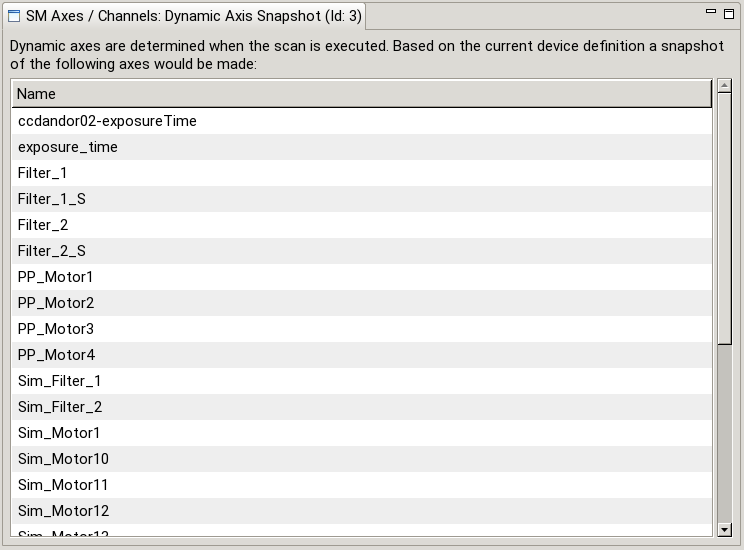 SM Axes / Channels: Dynamic Axis Snapshot (Id: 3)
Dynamic axes are determined when the scan is executed. Based on the current device definition a snapshot
of the following axes would be made:
Name
ccdandor02-exposureTime
exposure_time
Filter_1
Filter_1_S
Filter_2
Filter_2_S
PP_Motor1
PP_Motor2
PP_Motor3
PP_Motor4
Sim_Filter_1
Sim_Filter_2
Sim_Motor1
Sim_Motor10
Sim_Motor11
Sim_Motor12